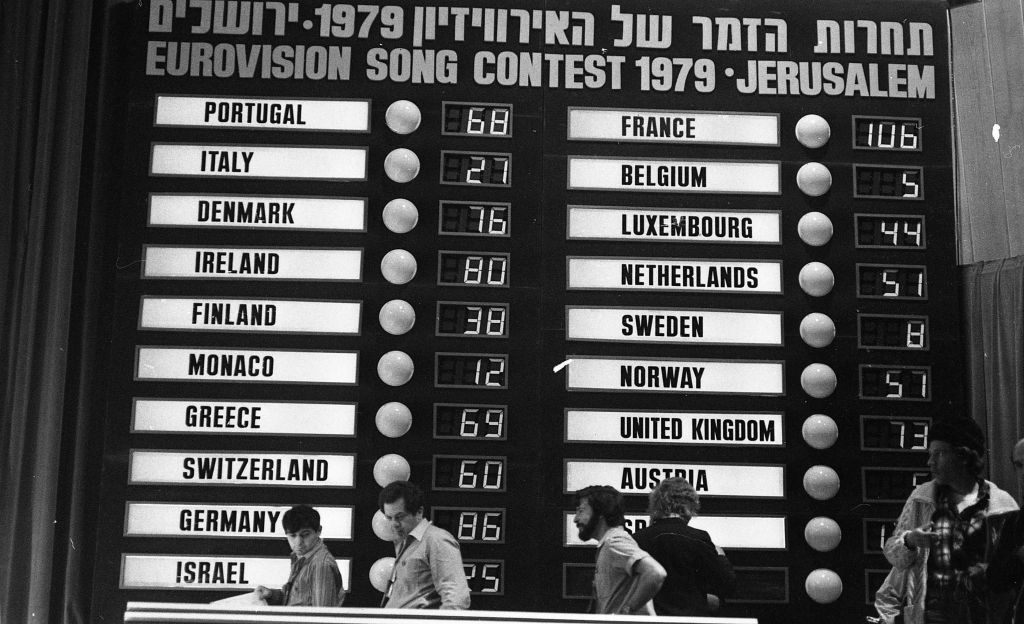 תחרות הזמר של האירוויזיון 1979 · ירושלים
EUROVISION SONG CONTEST 1979 · JERUSALEM
PORTUGAL 68
ITALY 27
DENMARK 76
IRELAND 80
FINLAND 38
MONACO 12
GREECE 69
SWITZERLAND 60
GERMANY 86
ISRAEL 25
FRANCE 106
BELGIUM 5
LUXEMBOURG 44
NETHERLANDS 51
SWEDEN 8
NORWAY 57
UNITED KINGDOM 73
AUSTRIA